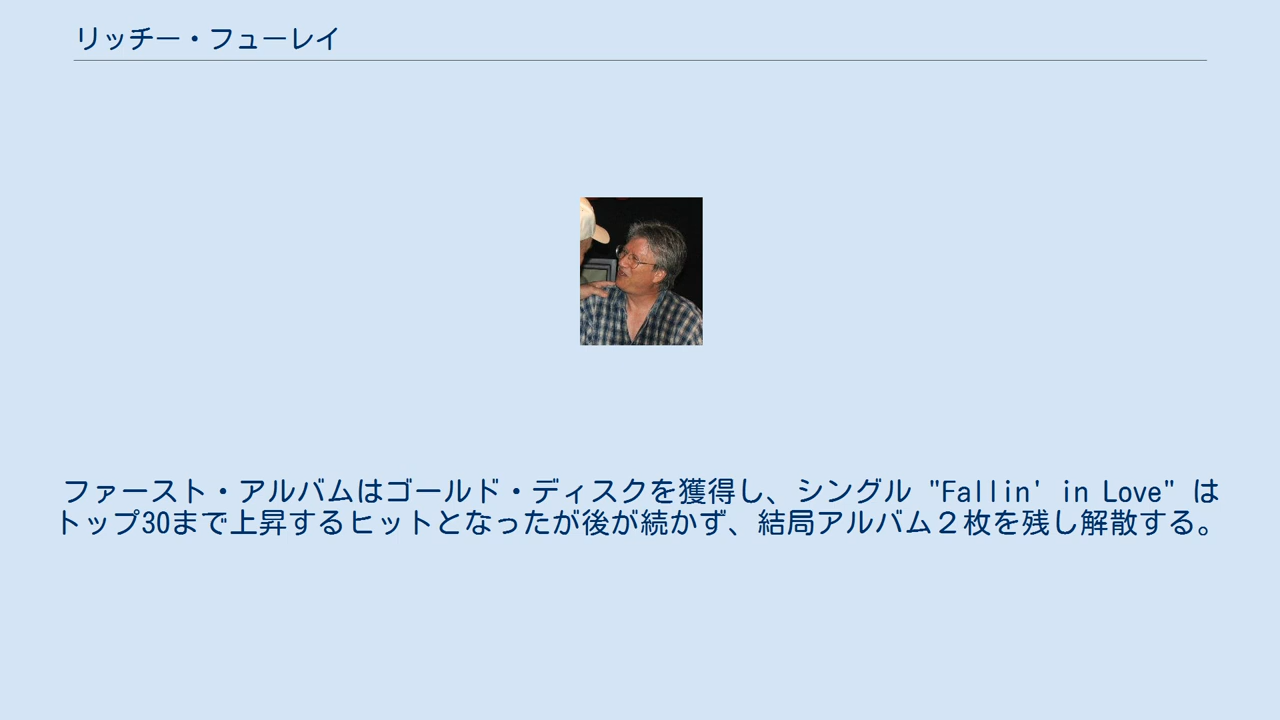 リッチー・フューレイ
ファースト・アルバムはゴールド・ディスクを獲得し、シングル "Fallin' in Love" は
トップ30まで上昇するヒットとなったが後が続かず、結局アルバム２枚を残し解散する。